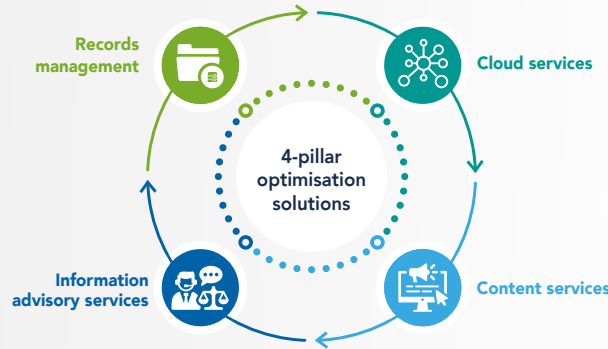 Records
management
Cloud services
4-pillar
optimisation
solutions
Information
advisory services
Content services